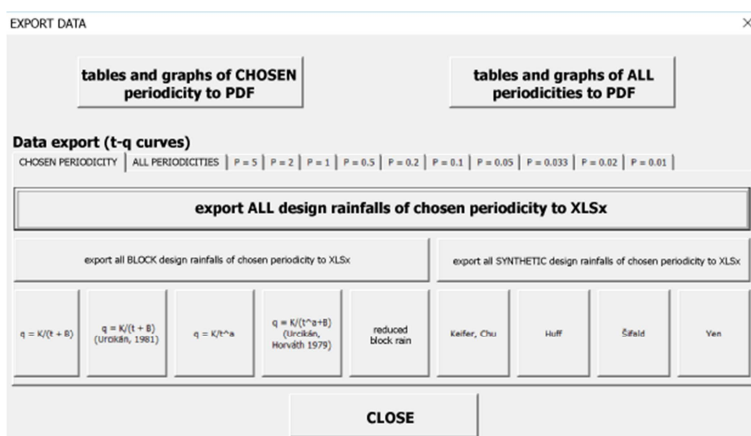 EXPORT DATA
tables and graphs of CHOSEN
periodicity to PDF
tables and graphs of ALL
periodicities to PDF
Data export (t-q curves)
CHOSEN PERIODICITY ALL PERIODICITIES P = 5 P = 2 P = 1 P = 0.5 P = 0.2 P = 0.1 P = 0.05 P = 0.033 P = 0.02 P = 0.01
export ALL design rainfalls of chosen periodicity to XLSx
export all BLOCK design rainfalls of chosen periodicity to XLSx
export all SYNTHETIC design rainfalls of chosen periodicity to XLSx
q = K/(t + B)
q = K/(t + B)
(Urcikán, 1981)
q = K/t^a
q = K/(t^a+B)
(Urcikán,
Horváth 1979)
reduced
block rain
Keifer, Chu
Huff
Šifalda
Yen
CLOSE